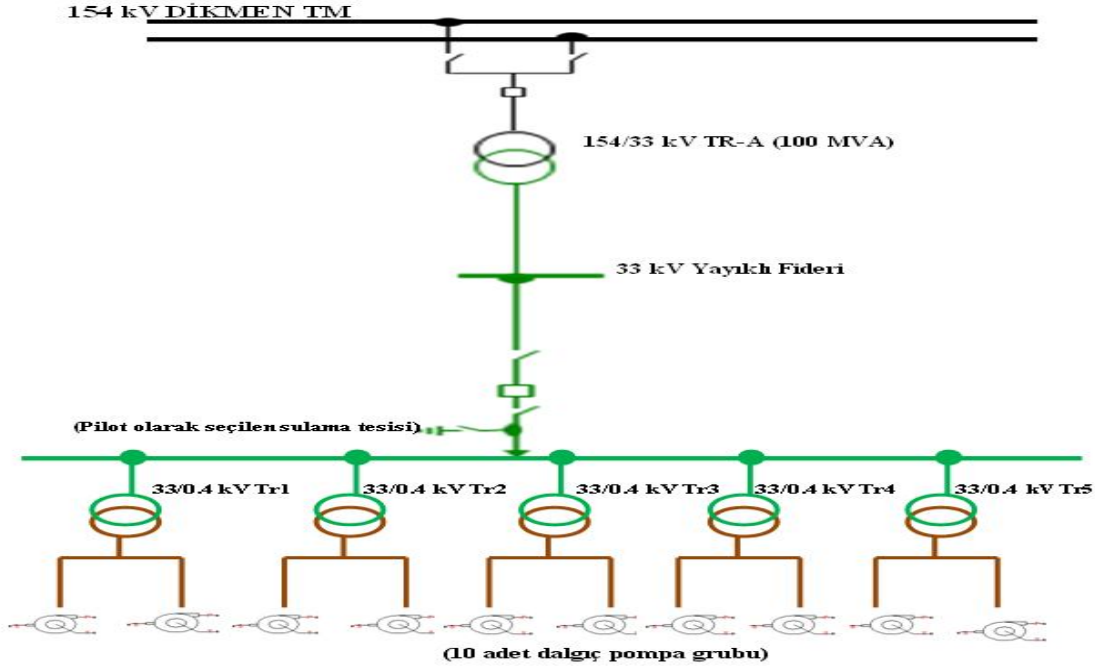 154 kV DİKMEN TM
154/33 kV TR-A (100 MVA)
33 kV Yayıklı Fideri
(Pilot olarak seçilen sulama tesisi)
33/0.4 kV Tr1
33/0.4 kV Tr2
33/0.4 kV Tr3
33/0.4 kV Tr4
33/0.4 kV Tr5
(10 adet dalgıç pompa grubu)